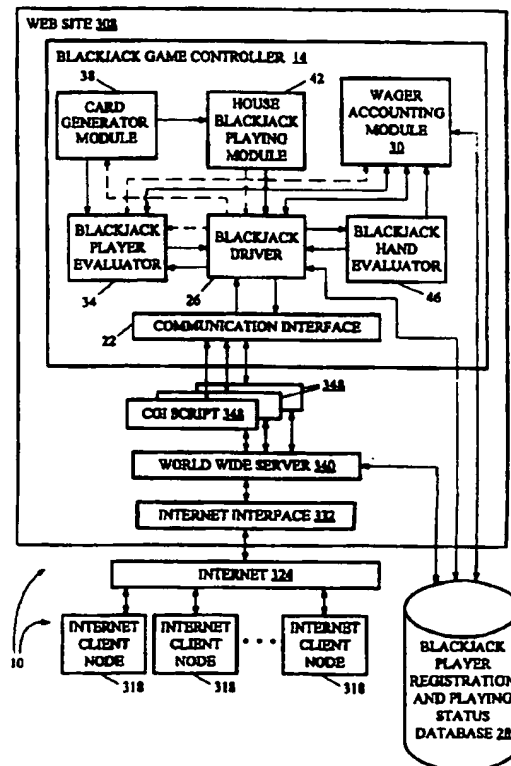 WEB SITE 308
BLACKJACK GAME CONTROLLER 14
38
42
CARD
GENERATOR
MODULE
HOUSE
BLACKJACK
PLAYING
MODULE
WAGER
ACCOUNTING
MODULE
30
BLACKJACK
PLAYER
EVALUATOR
BLACKJACK
DRIVER
BLACKJACK
HAND
EVALUATOR
34
26
46
22
COMMUNICATION INTERFACE
348
CGI SCRIPT 348
WORLD WIDE SERVER 340
INTERNET INTERFACE 332
INTERNET 324
10
INTERNET
CLIENT
NODE
INTERNET
CLIENT
NODE
INTERNET
CLIENT
NODE
318
318
318
BLACKJACK
PLAYER
REGISTRATION
AND PLAYING
STATUS
DATABASE 28